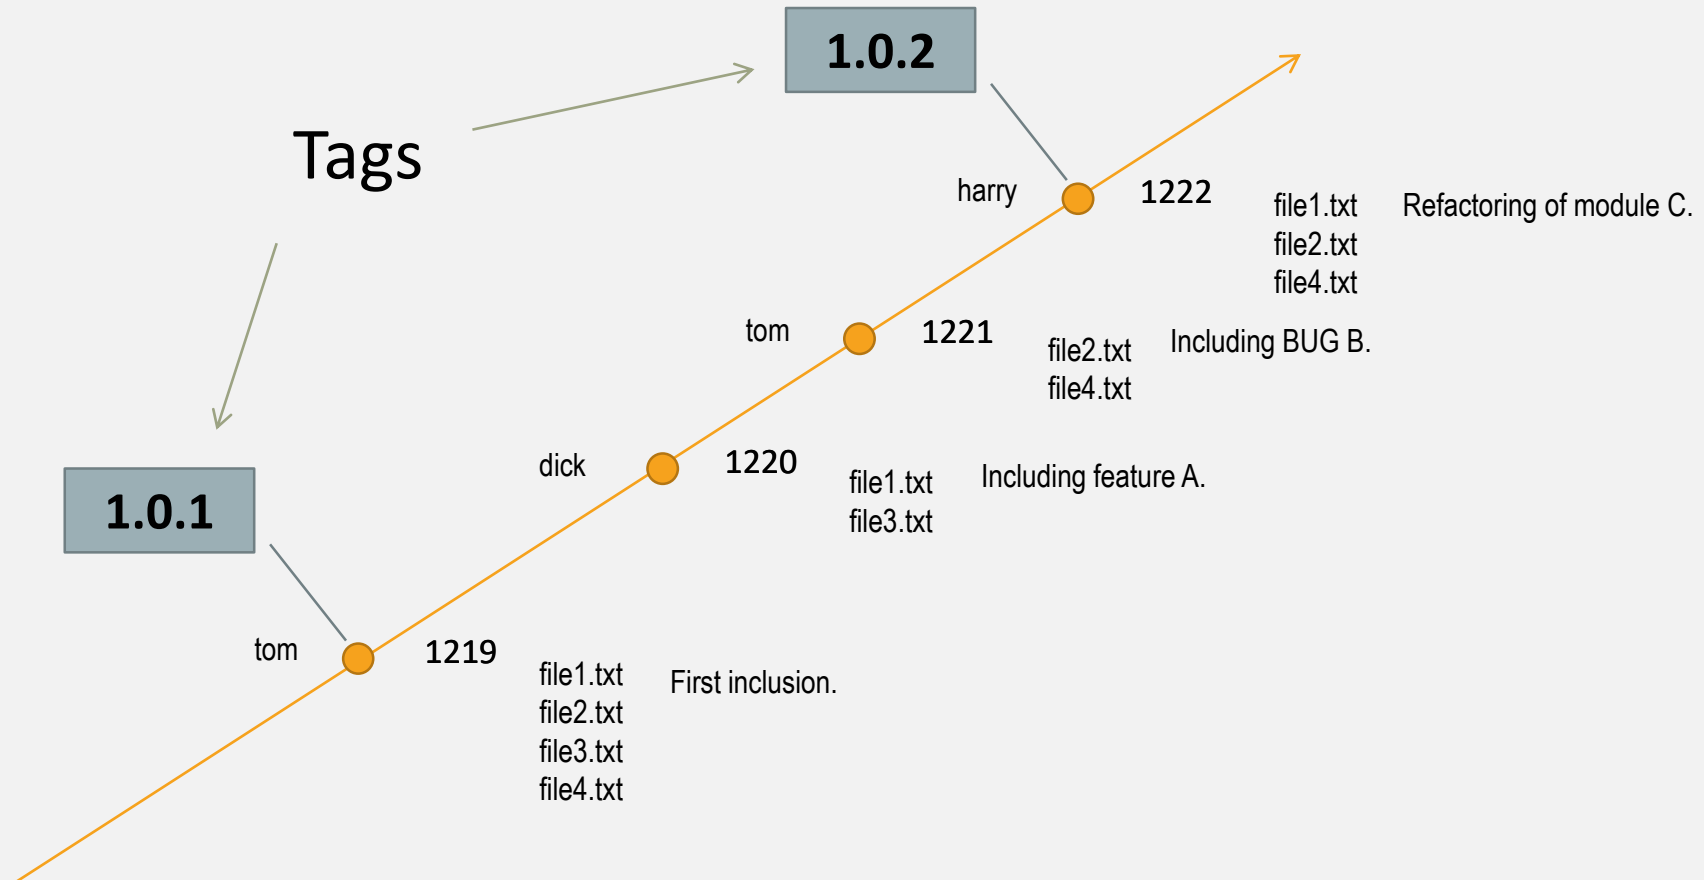 1.0.2
Tags
harry
1222
file1.txt
file2.txt
file4.txt
Refactoring of module C.
tom
1221
file2.txt
file4.txt
Including BUG B.
dick
1220
file1.txt
file3.txt
Including feature A.
1.0.1
tom
1219
file1.txt
file2.txt
file3.txt
file4.txt
First inclusion.